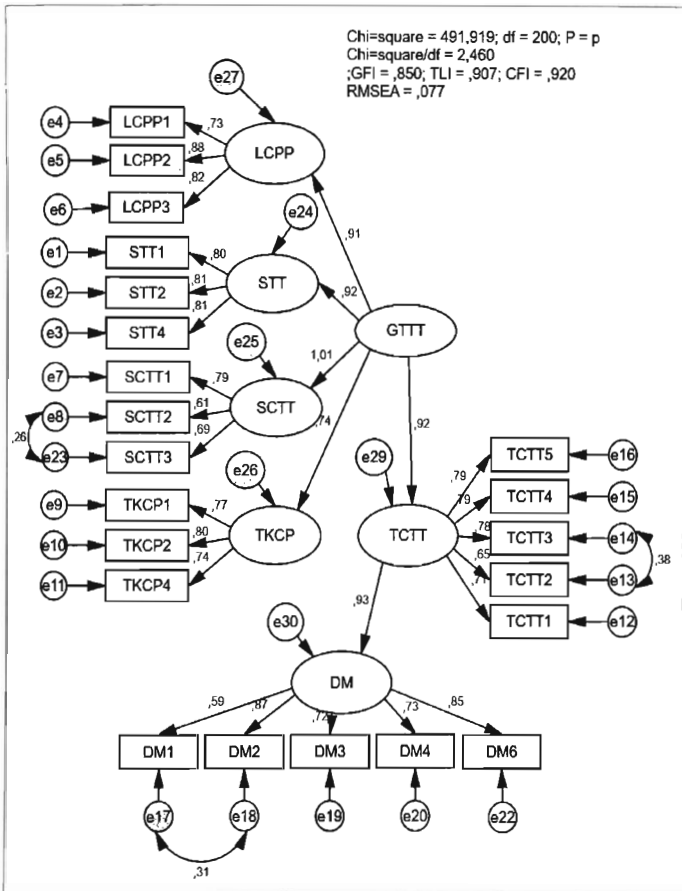 Chi=square = 491,919; df = 200; P = p
Chi=square/df = 2,460
;GFI = ,850; TLI = ,907; CFI = ,920
RMSEA = ,077
e27
e4 LCPP1 ,73
e5 LCPP2 ,88 LCPP
e6 LCPP3 ,82
e24 ,91
e1 STT1 ,80
e2 STT2 ,81 STT ,92
e3 STT4 ,81
GTTT
e25 1,01
e7 SCTT1 ,79
e8 SCTT2 ,61 SCTT
,26 ,74 ,92
e23 SCTT3 ,69
e26 e29 ,79 TCTT5 e16
e9 TKCP1 ,77 ,79 TCTT4 e15
e10 TKCP2 ,80 TKCP TCTT ,78 TCTT3 e14
,38
e11 TKCP4 ,74 ,65 TCTT2 e13
,71 TCTT1 e12
,93
e30
DM
,59 ,87 ,72 ,73 ,85
DM1 DM2 DM3 DM4 DM6
e17 e18 e19 e20 e22
,31